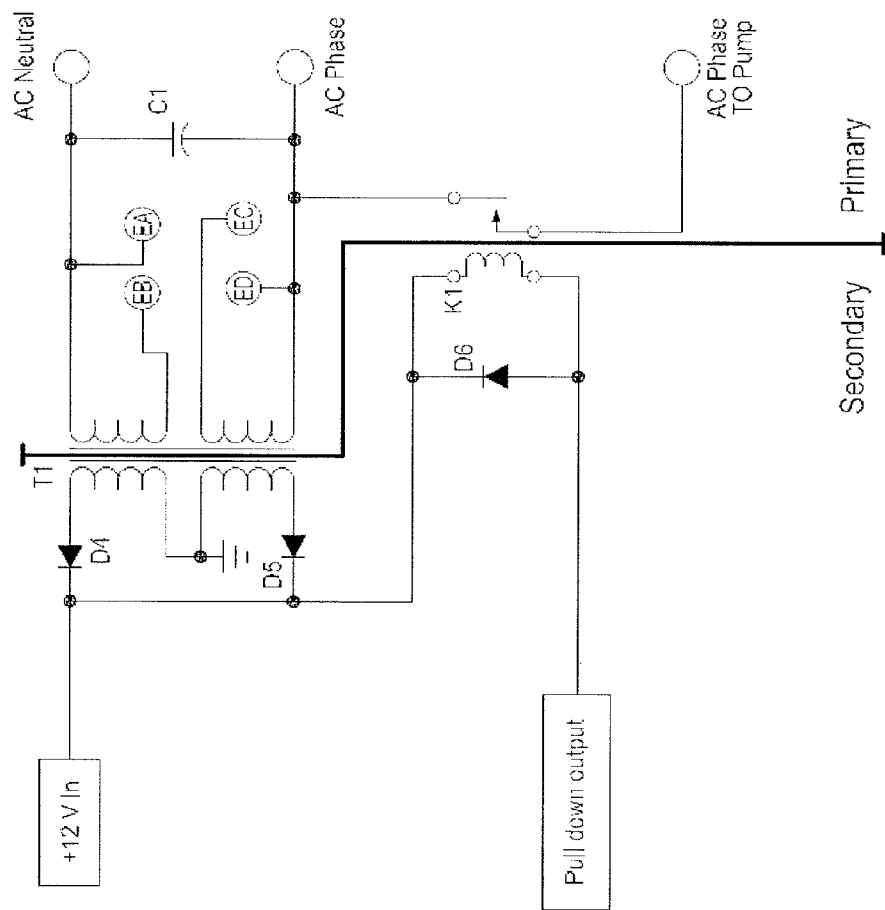 AC Neutral
AC Phase
AC Phase
TO Pump
C1
EA
EC
EB
ED
Primary
Secondary
K1
D6
T1
D4
D5
+12 V In
Pull down output